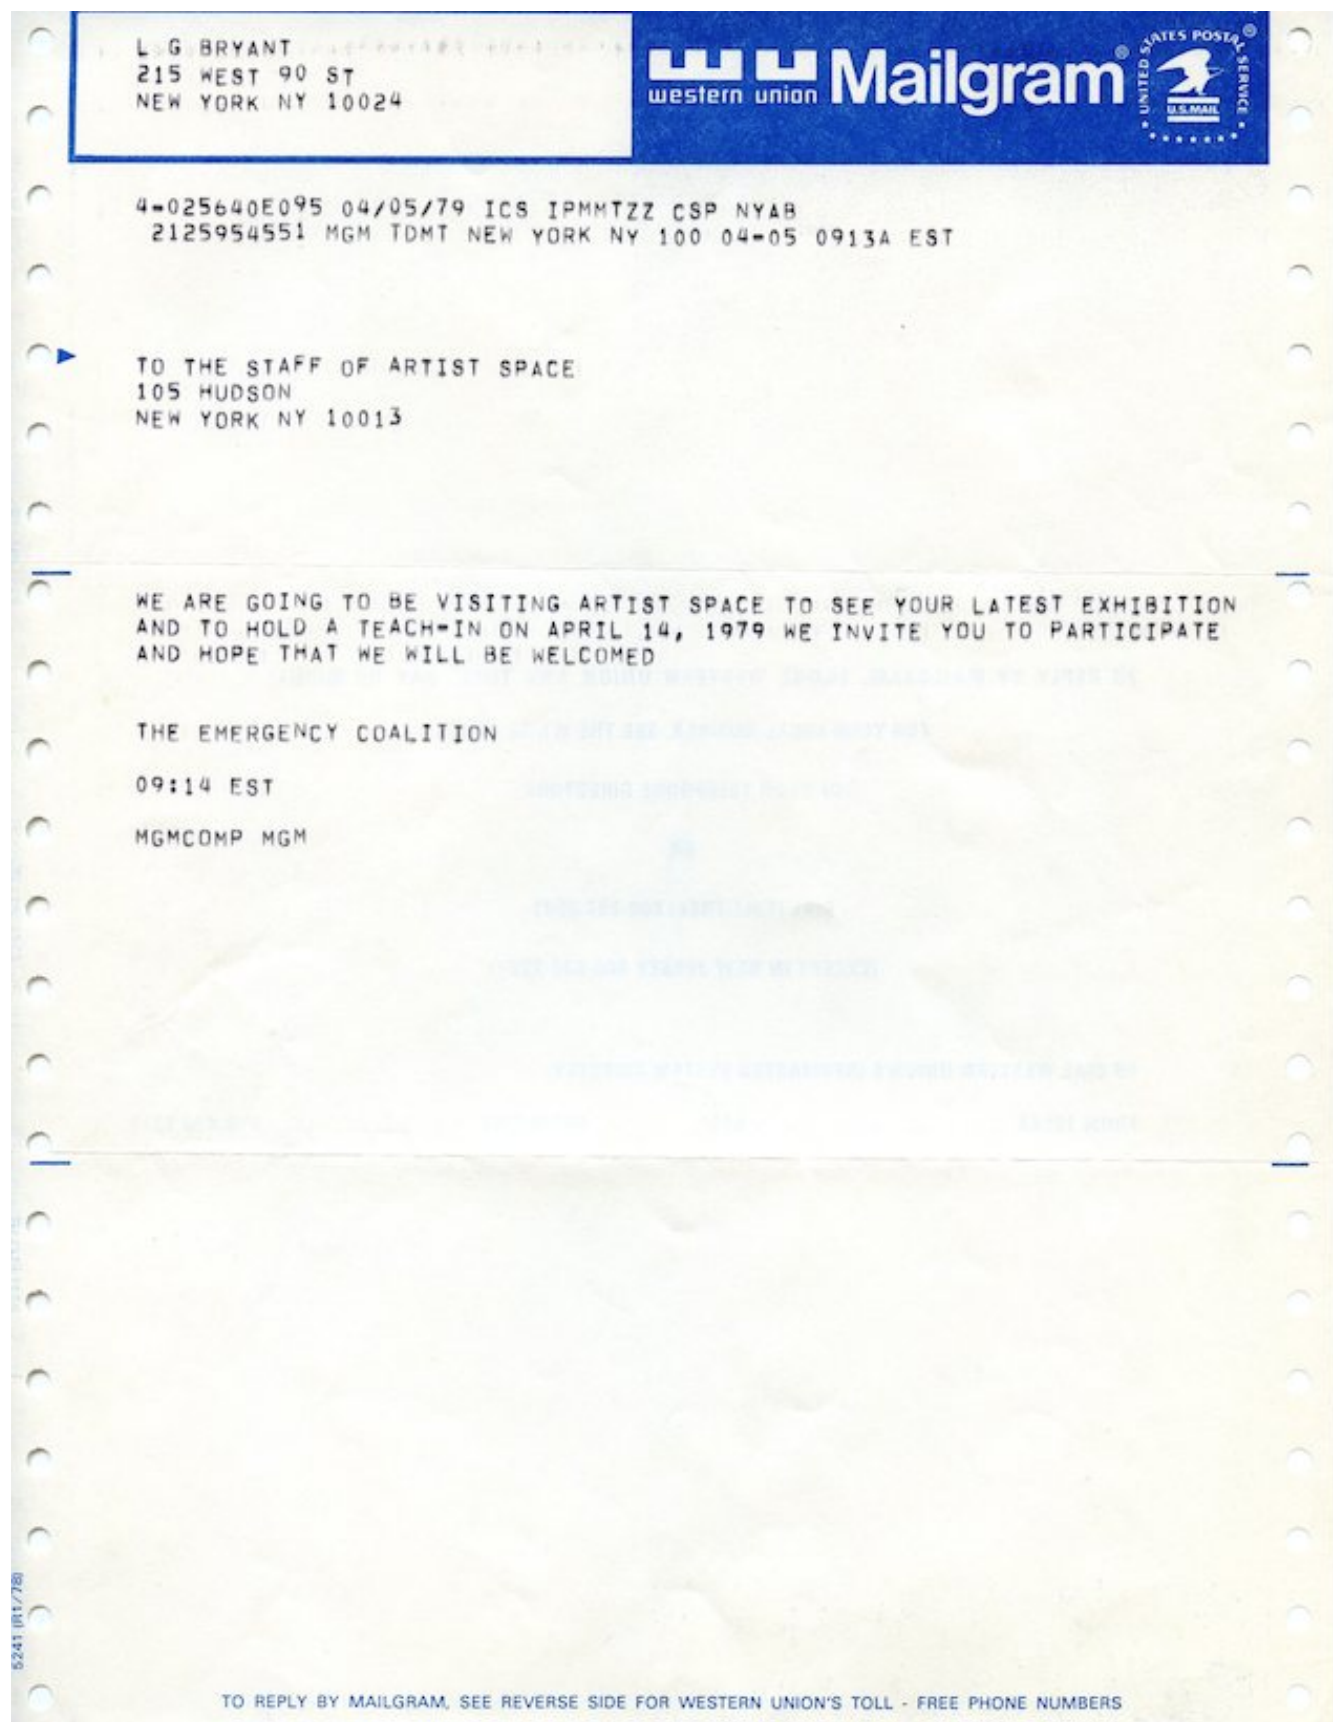 L G BRYANT
215 WEST 90 ST
NEW YORK NY 10024
western union Mailgram®
UNITED STATES POSTAL SERVICE ®
U.S.MAIL
4-025640E095 04/05/79 ICS IPMMTZZ CSP NYAB
2125954551 MGM TDMT NEW YORK NY 100 04-05 0913A EST
TO THE STAFF OF ARTIST SPACE
105 HUDSON
NEW YORK NY 10013
WE ARE GOING TO BE VISITING ARTIST SPACE TO SEE YOUR LATEST EXHIBITION
AND TO HOLD A TEACH-IN ON APRIL 14, 1979 WE INVITE YOU TO PARTICIPATE
AND HOPE THAT WE WILL BE WELCOMED
THE EMERGENCY COALITION
09:14 EST
MGMCOMP MGM
5241 (R1/78)
TO REPLY BY MAILGRAM, SEE REVERSE SIDE FOR WESTERN UNION'S TOLL - FREE PHONE NUMBERS